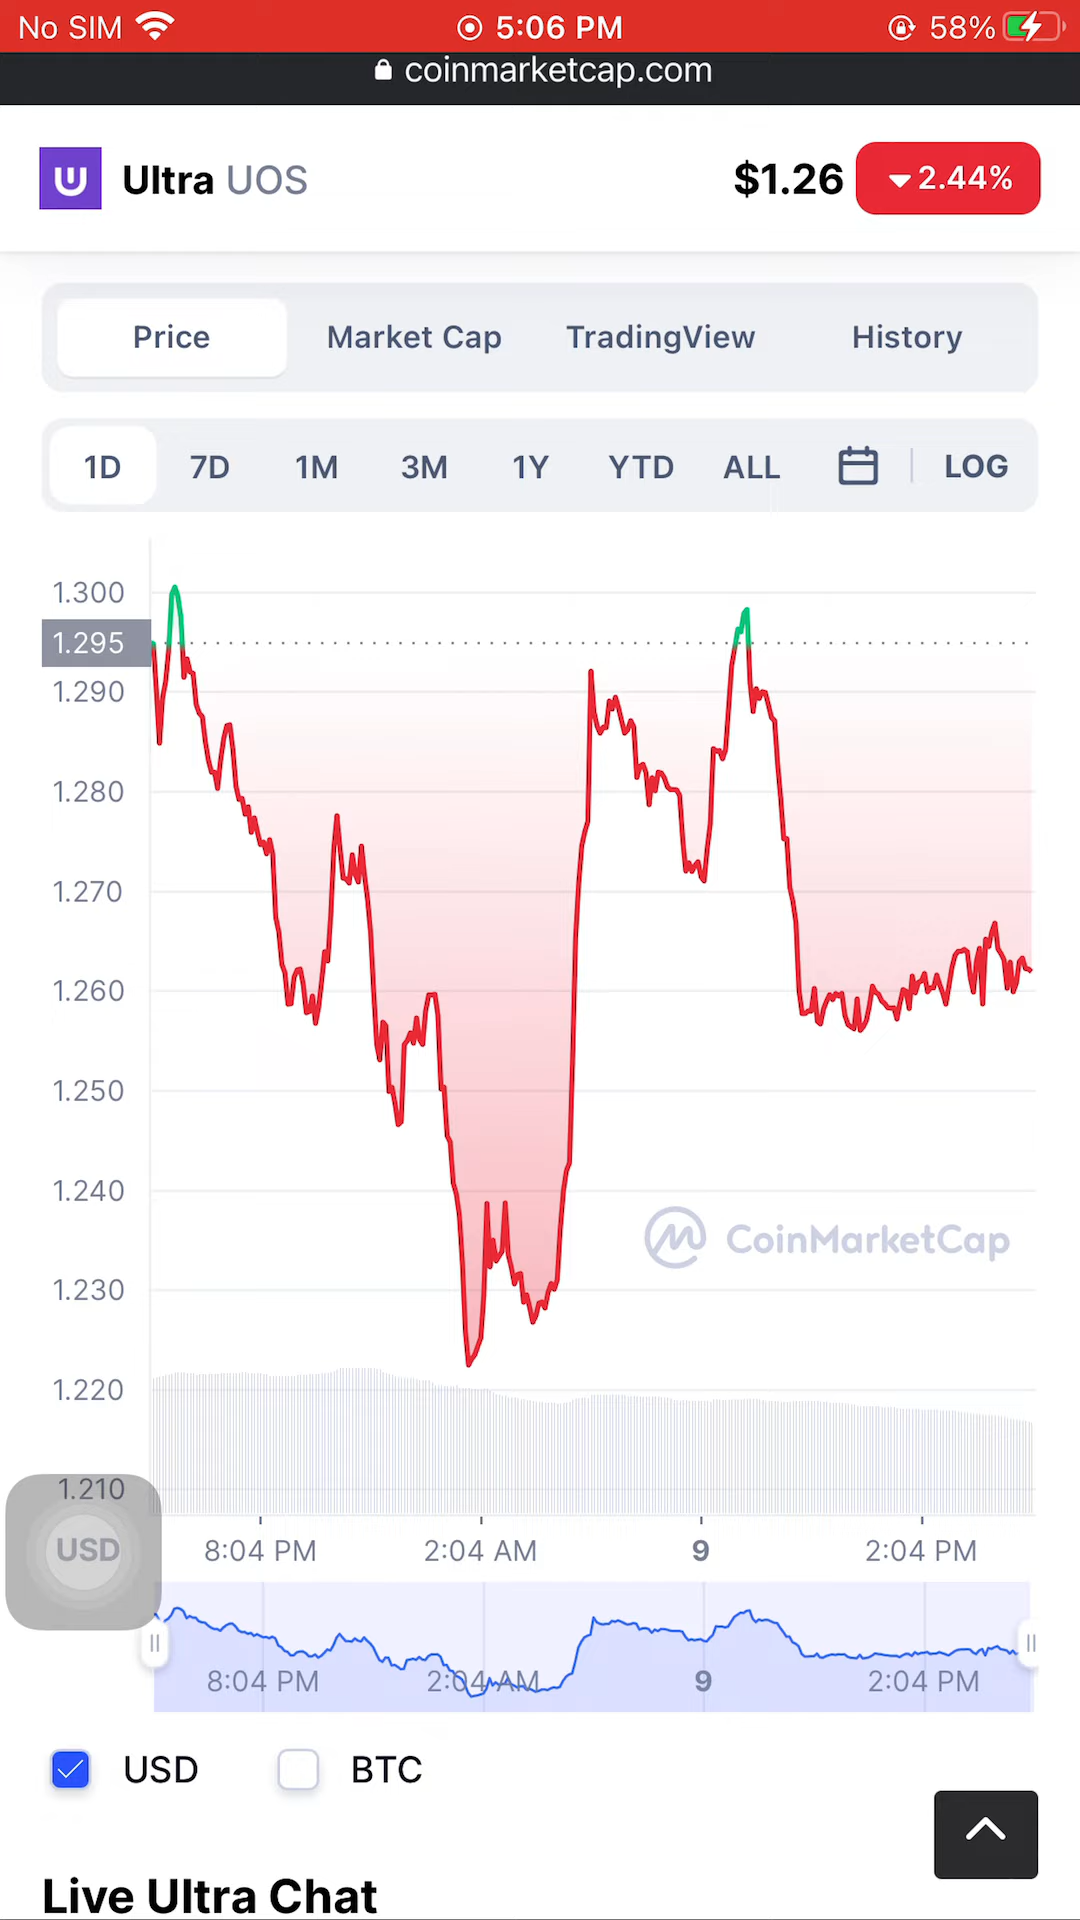 No SIM 5:06 PM 58%
coinmarketcap.com
Ultra UOS $1.26 2.44%
Price Market Cap TradingView History
1D 7D 1M 3M 1Y YTD ALL LOG
1.300
1.295
1.290
1.280
1.270
1.260
1.250
1.240
CoinMarketCap
1.230
1.220
1.210
USD
8:04 PM 2:04 AM 9 2:04 PM
8:04 PM 2:04 AM 9 2:04 PM
USD BTC
Live Ultra Chat